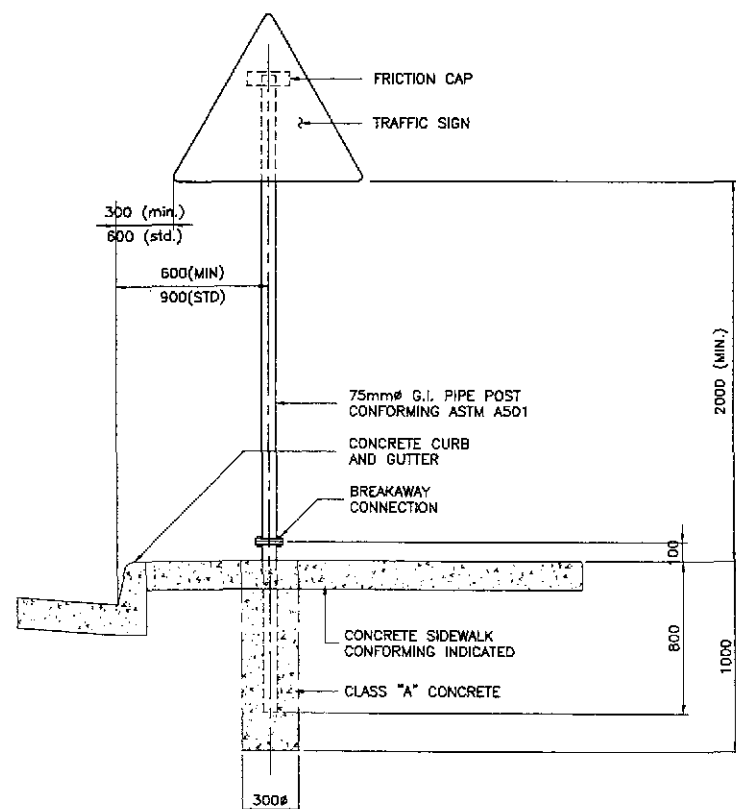 FRICTION CAP
TRAFFIC SIGN
300 (min.)
600 (std.)
600(MIN)
900(STD)
2000 (MIN.)
75mmø G.I. PIPE POST
CONFORMING ASTM A501
CONCRETE CURB
AND GUTTER
BREAKAWAY
CONNECTION
100
800
1000
CONCRETE SIDEWALK
CONFORMING INDICATED
CLASS "A" CONCRETE
300ø